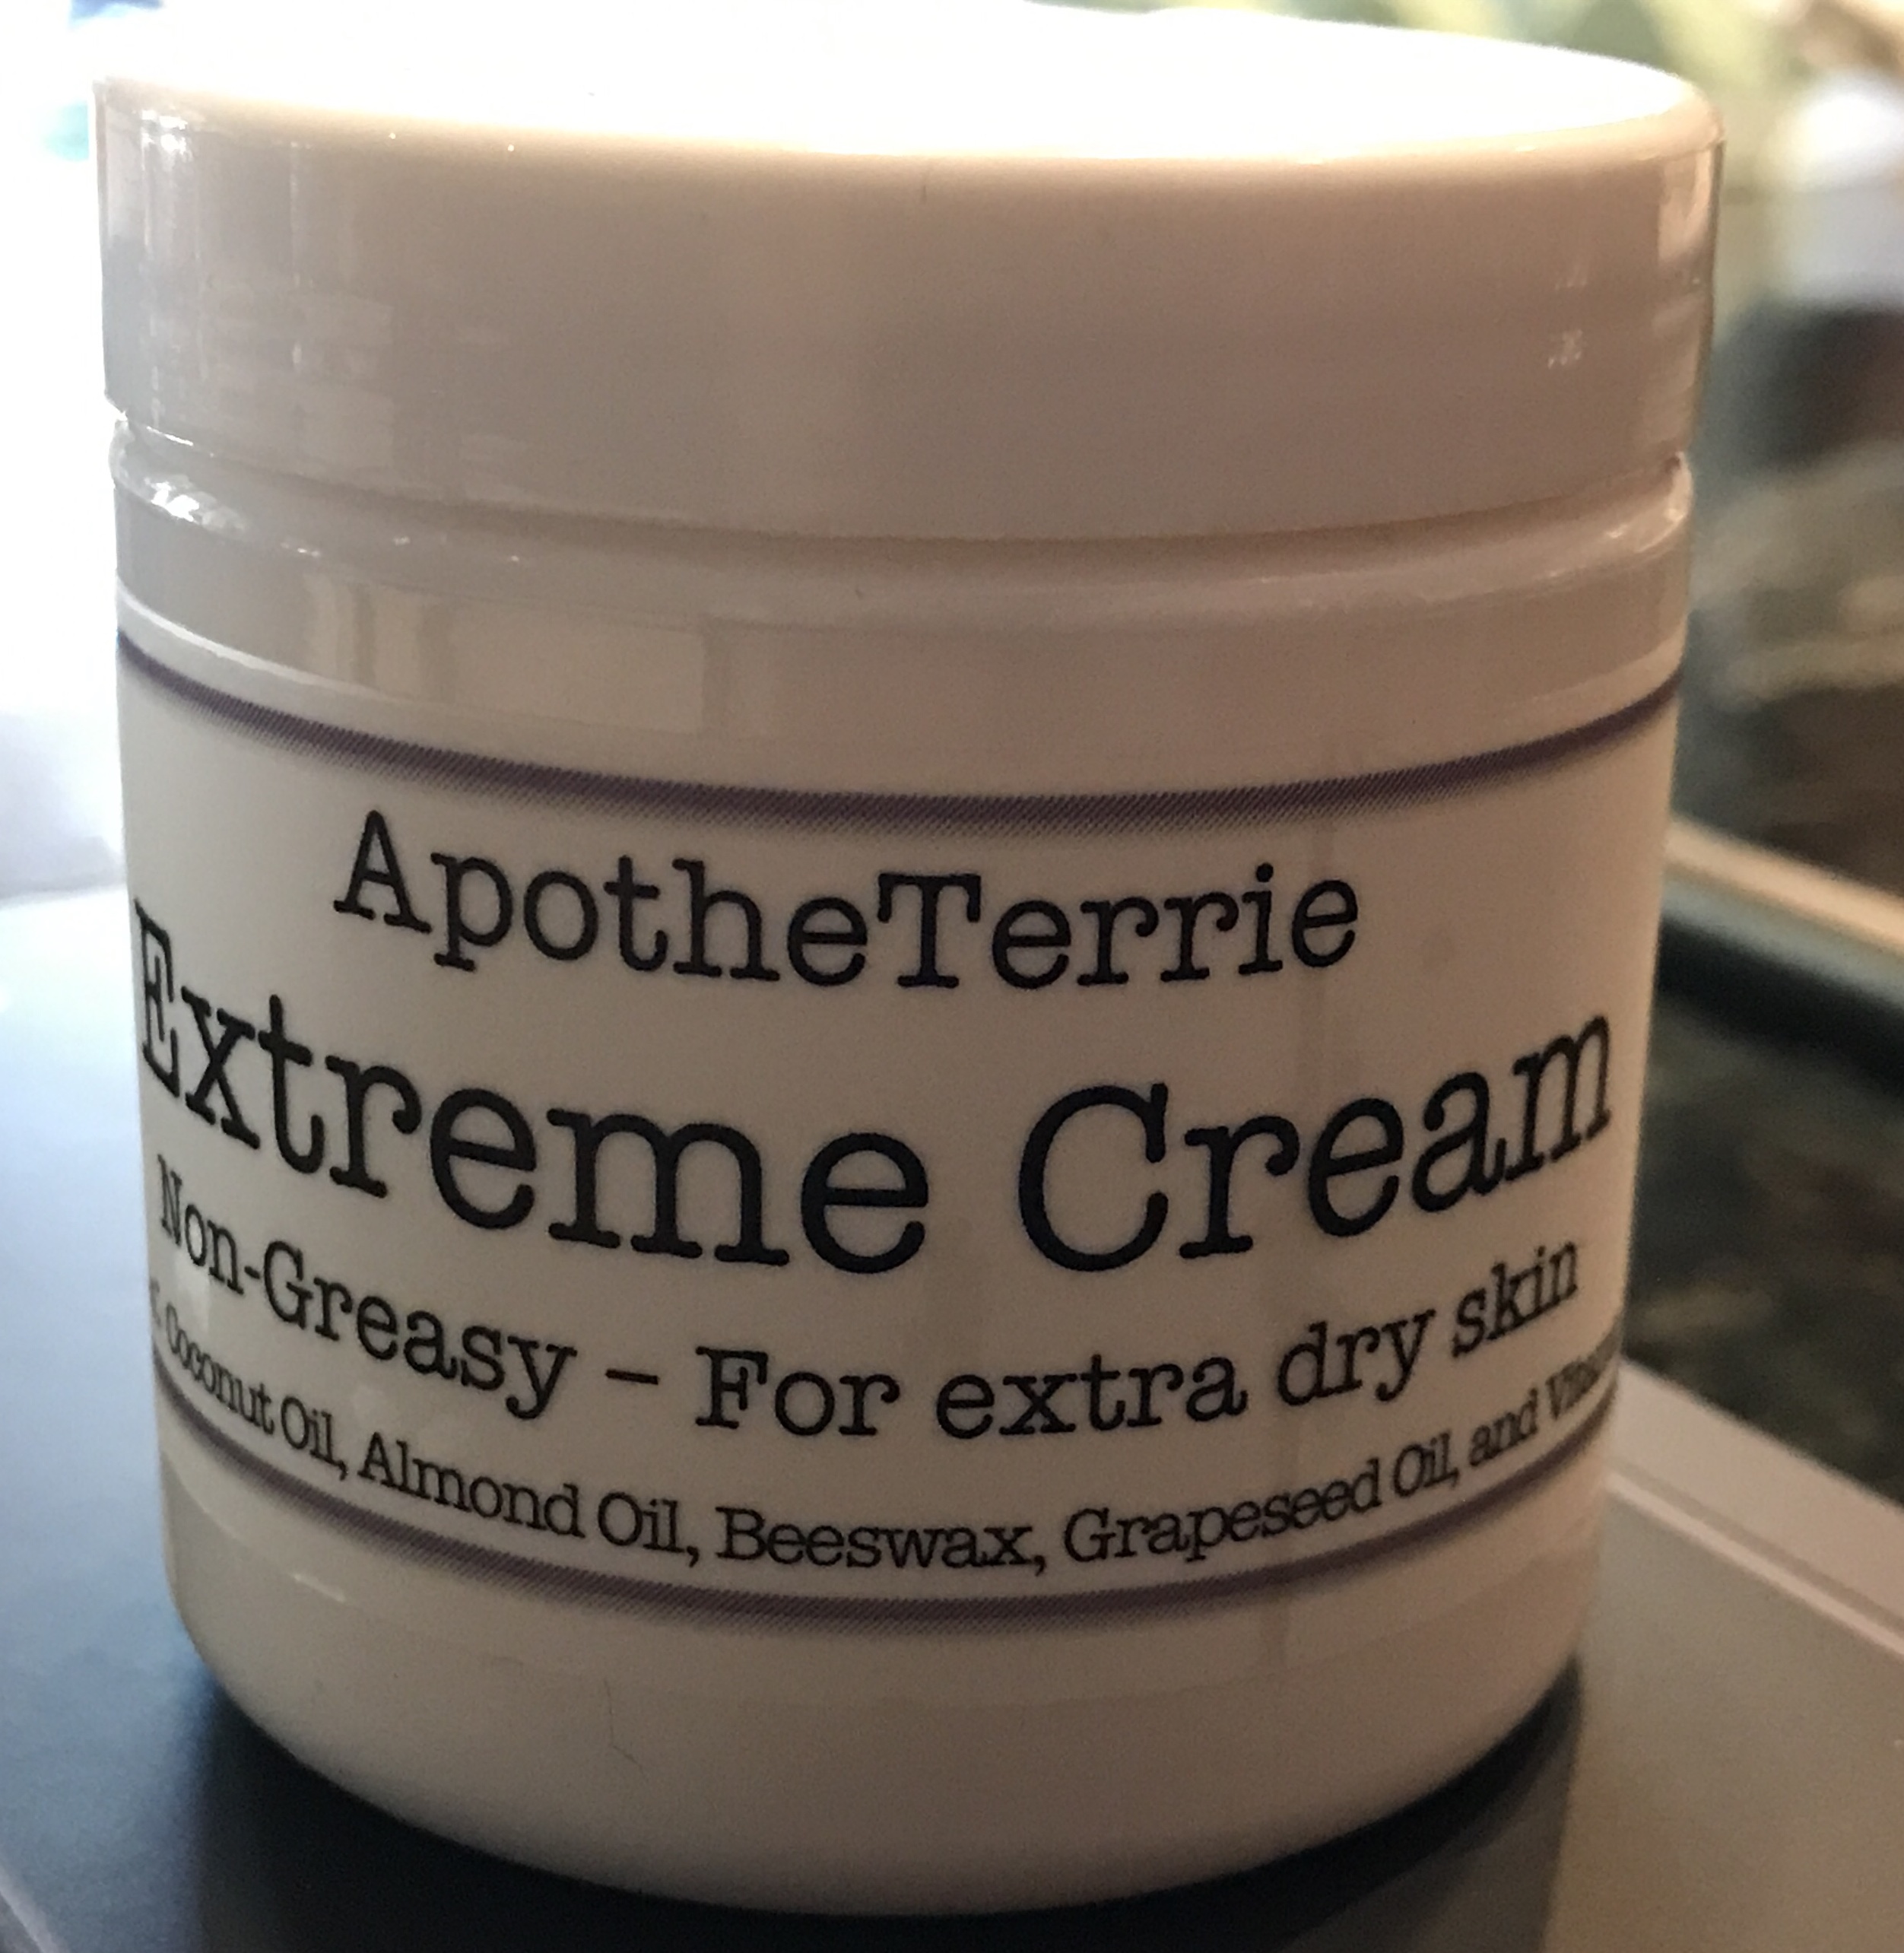 ApotheTerrie
Extreme Cream
Non-Greasy – For extra dry skin
Coconut Oil, Almond Oil, Beeswax, Grapeseed Oil, and